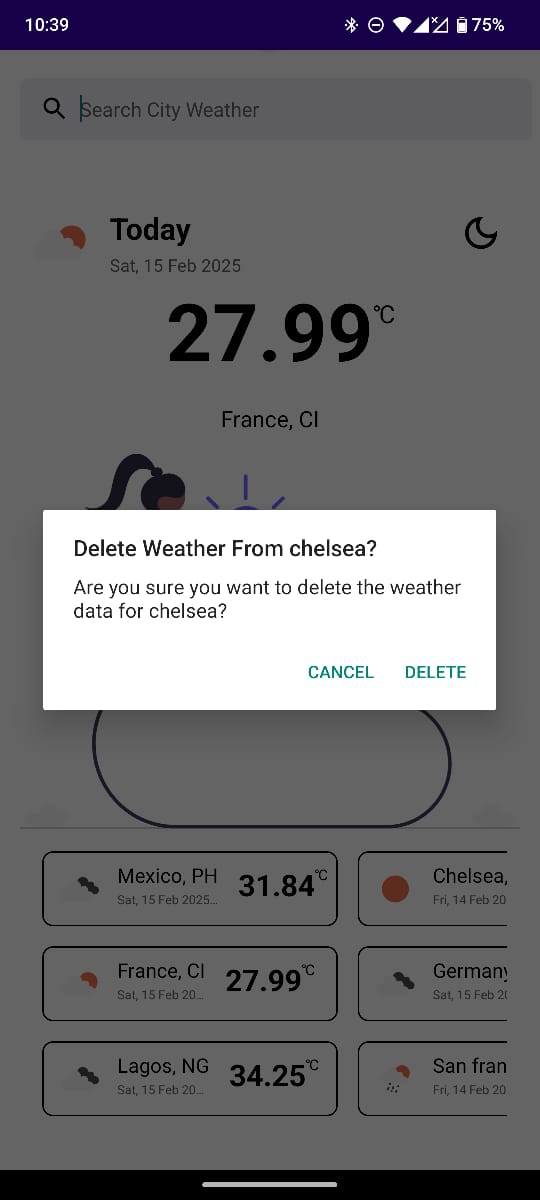 10:39
75%
Search City Weather
Today
Sat, 15 Feb 2025
27.99°C
France, CI
Delete Weather From chelsea?
Are you sure you want to delete the weather
data for chelsea?
CANCEL DELETE
Mexico, PH
Sat, 15 Feb 2025...
31.84°C
Chelsea,
Fri, 14 Feb 20
France, CI
Sat, 15 Feb 20...
27.99°C
Germany
Sat, 15 Feb 20
Lagos, NG
Sat, 15 Feb 20...
34.25°C
San fran
Fri, 14 Feb 20